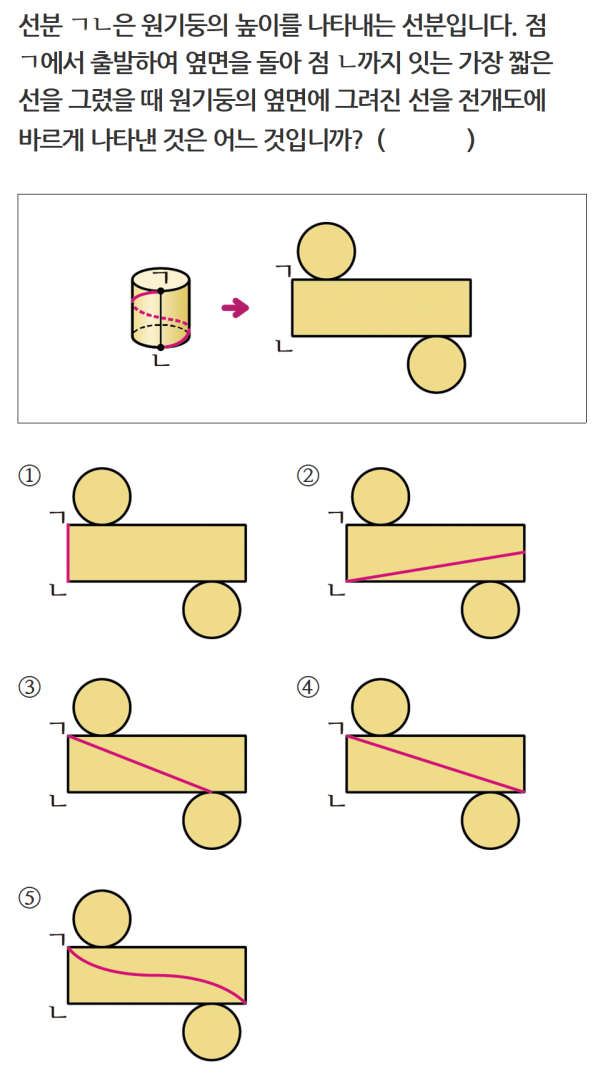 선분 ㄱㄴ은 원기둥의 높이를 나타내는 선분입니다. 점
ㄱ에서 출발하여 옆면을 돌아 점 ㄴ까지 잇는 가장 짧은
선을 그렸을 때 원기둥의 옆면에 그려진 선을 전개도에
바르게 나타낸 것은 어느 것입니까? (          )
ㄱ
ㄴ
ㄱ
ㄴ
①
ㄱ
ㄴ
②
ㄱ
ㄴ
③
ㄱ
ㄴ
④
ㄱ
ㄴ
⑤
ㄱ
ㄴ